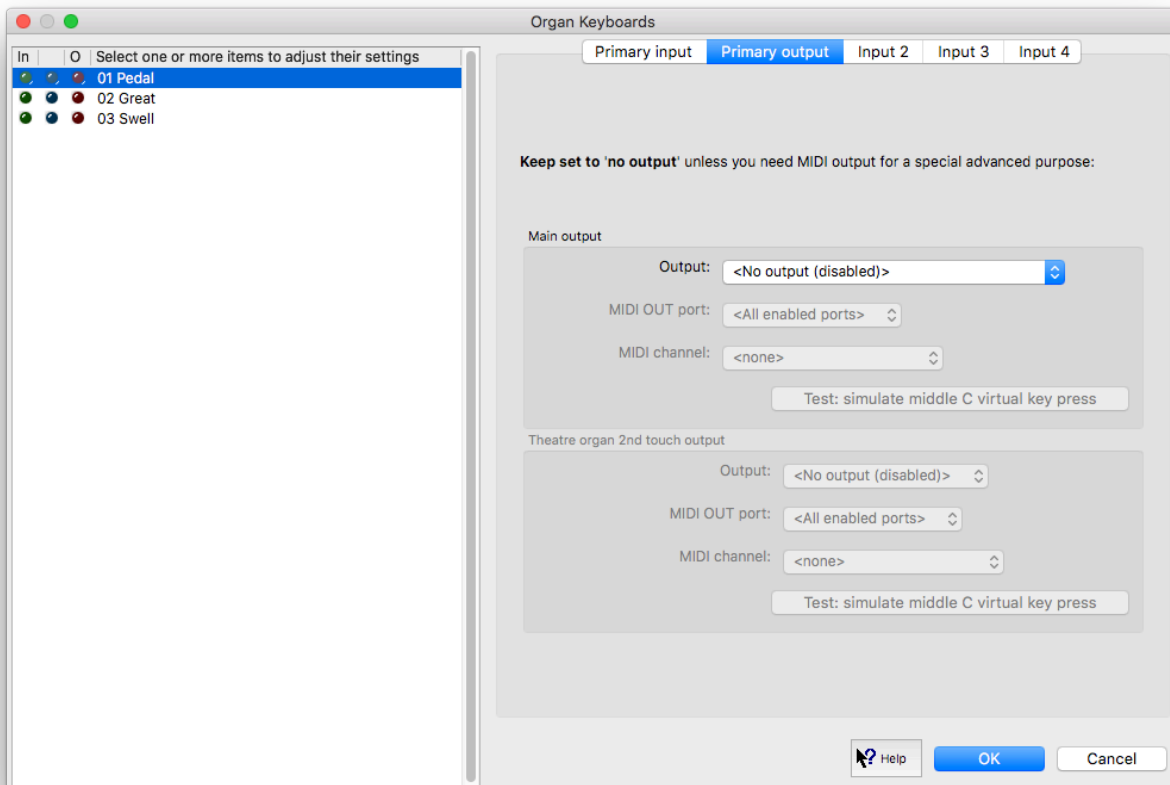 Organ Keyboards
In O Select one or more items to adjust their settings
01 Pedal
02 Great
03 Swell
Primary input Primary output Input 2 Input 3 Input 4
Keep set to 'no output' unless you need MIDI output for a special advanced purpose:
Main output
Output: <No output (disabled)>
MIDI OUT port: <All enabled ports>
MIDI channel: <none>
Test: simulate middle C virtual key press
Theatre organ 2nd touch output
Output: <No output (disabled)>
MIDI OUT port: <All enabled ports>
MIDI channel: <none>
Test: simulate middle C virtual key press
? Help OK Cancel